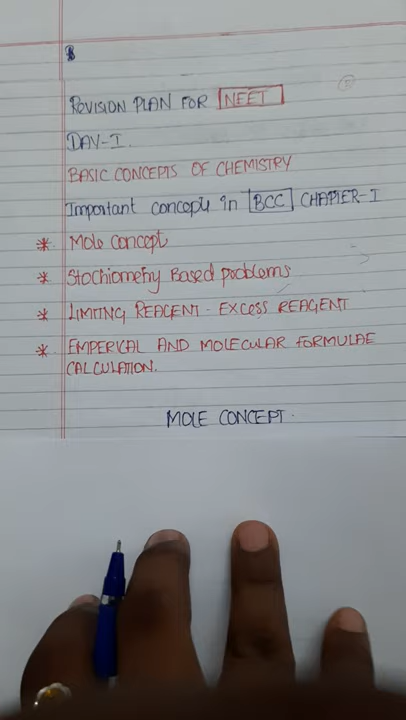 REVISION PLAN FOR NEET
DAY-I.
BASIC CONCEPTS OF CHEMISTRY
Important concepts in BCC CHAPTER-I
* Mole Concept
* Stochiometry Based problems
* LIMITING REAGENT - EXCESS REAGENT
* EMPERICAL AND MOLECULAR FORMULAE
CALCULATION.
MOLE CONCEPT.